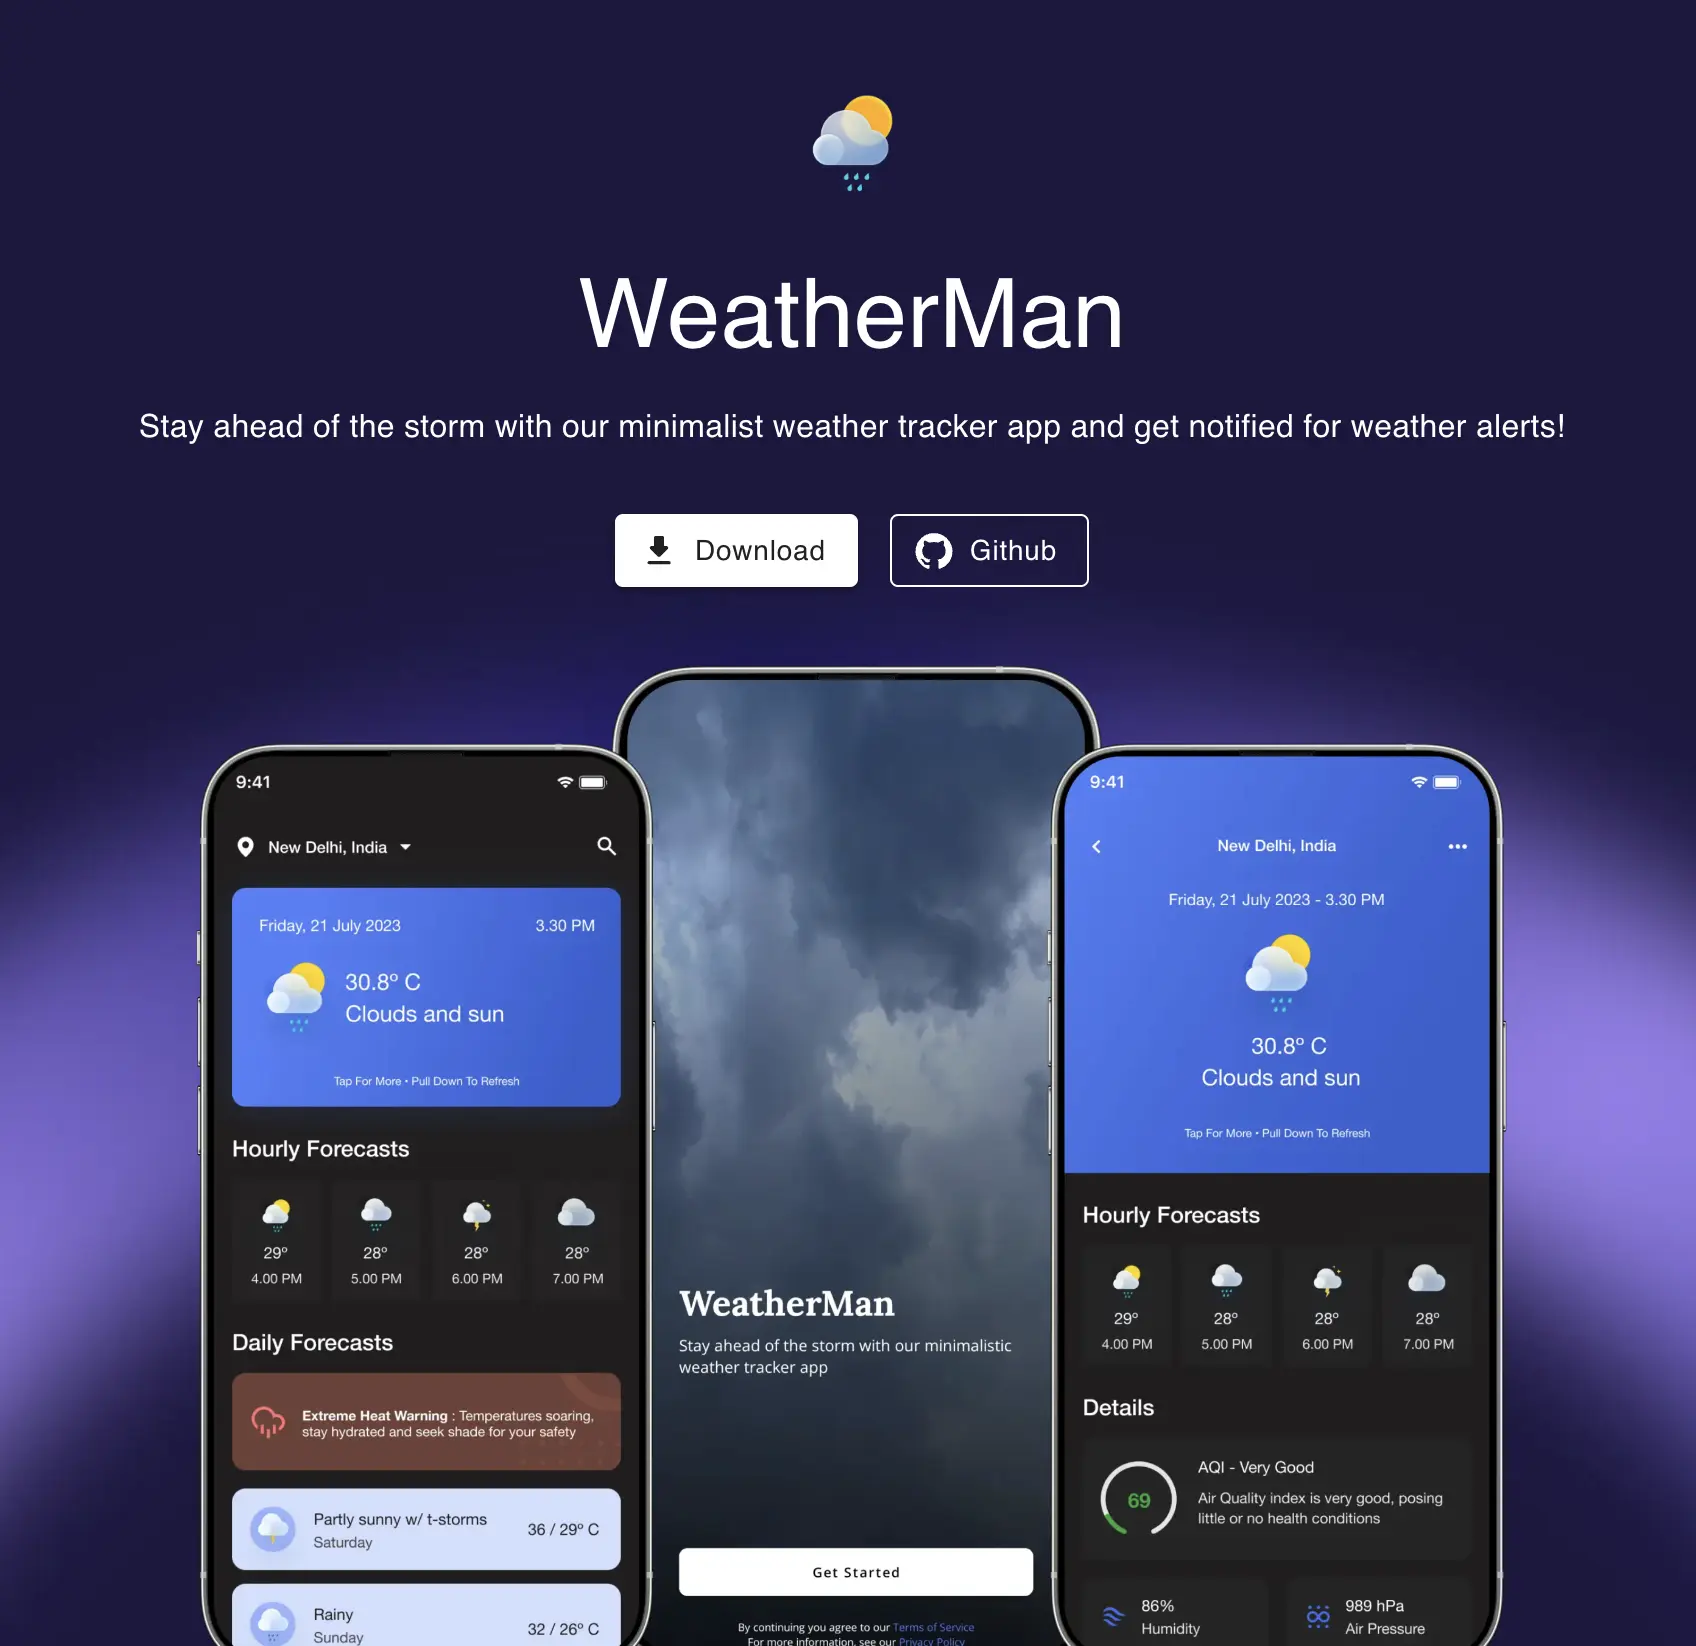 WeatherMan
Stay ahead of the storm with our minimalist weather tracker app and get notified for weather alerts!
Download
Github
9:41
New Delhi, India
Friday, 21 July 2023
3.30 PM
30.8° C
Clouds and sun
Tap For More • Pull Down To Refresh
Hourly Forecasts
29°
28°
28°
28°
4.00 PM
5.00 PM
6.00 PM
7.00 PM
Daily Forecasts
Extreme Heat Warning : Temperatures soaring,
stay hydrated and seek shade for your safety
Partly sunny w/ t-storms
Saturday
36 / 29° C
Rainy
Sunday
32 / 26° C
WeatherMan
Stay ahead of the storm with our minimalistic
weather tracker app
Get Started
By continuing you agree to our Terms of Service
For more information, see our Privacy Policy
9:41
New Delhi, India
Friday, 21 July 2023 - 3.30 PM
30.8° C
Clouds and sun
Tap For More • Pull Down To Refresh
Hourly Forecasts
29°
28°
28°
28°
4.00 PM
5.00 PM
6.00 PM
7.00 PM
Details
69
AQI - Very Good
Air Quality index is very good, posing
little or no health conditions
86%
Humidity
989 hPa
Air Pressure